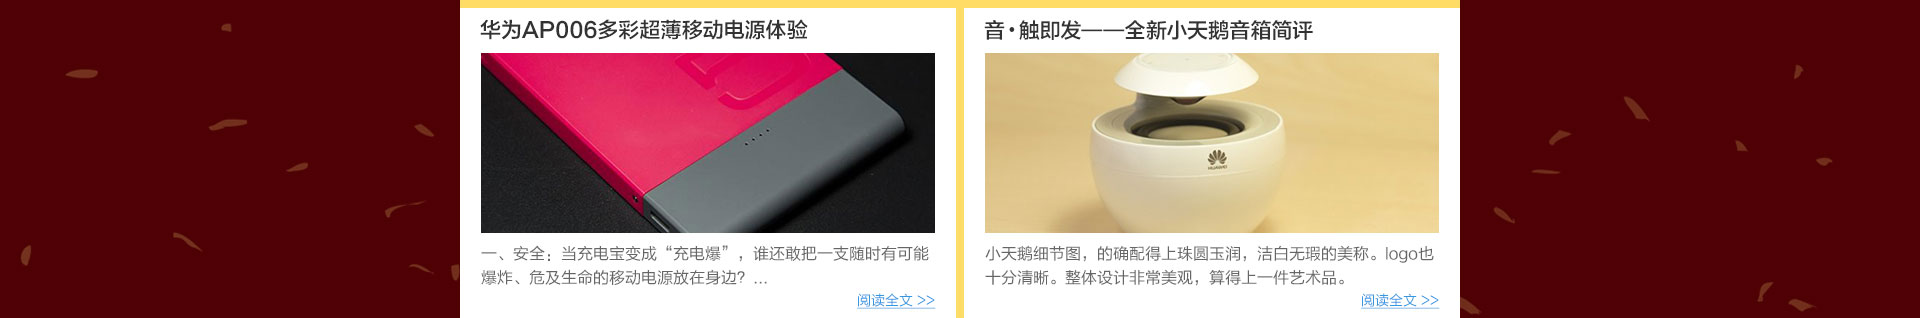 华为AP006多彩超薄移动电源体验
一、安全：当充电宝变成“充电爆”，谁还敢把一支随时有可能
爆炸、危及生命的移动电源放在身边？...
阅读全文 >>
音·触即发——全新小天鹅音箱简评
HUAWEI
小天鹅细节图，的确配得上珠圆玉润，洁白无瑕的美称。logo也
十分清晰。整体设计非常美观，算得上一件艺术品。
阅读全文 >>